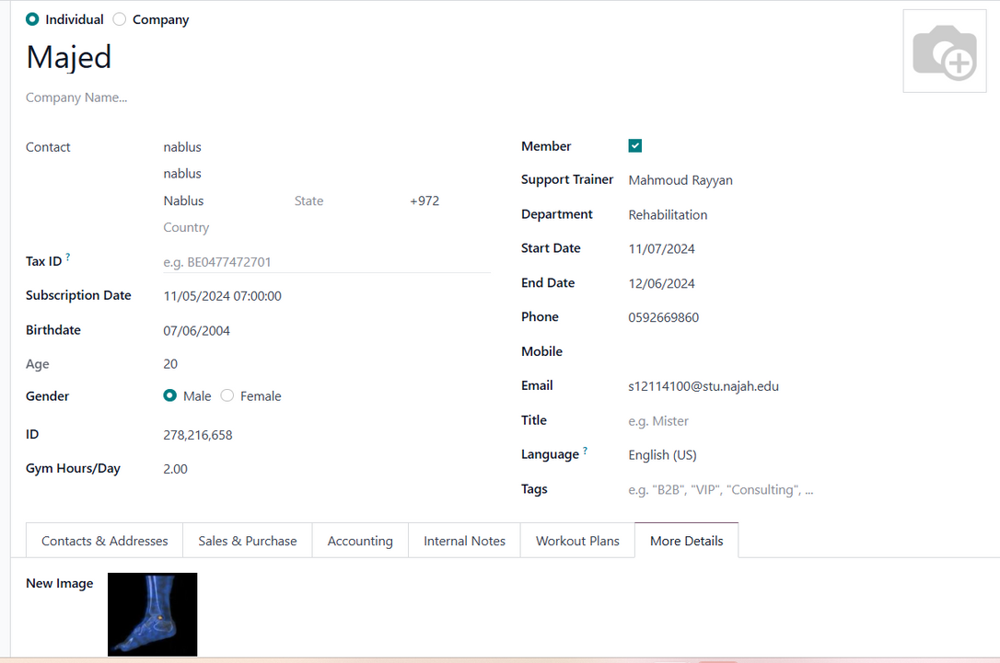 Individual Company
Majed
Company Name...
Contact nablus
nablus
Nablus State +972
Country
Tax ID ? e.g. BE0477472701
Subscription Date 11/05/2024 07:00:00
Birthdate 07/06/2004
Age 20
Gender Male Female
ID 278,216,658
Gym Hours/Day 2.00
Member
Support Trainer Mahmoud Rayyan
Department Rehabilitation
Start Date 11/07/2024
End Date 12/06/2024
Phone 0592669860
Mobile
Email s12114100@stu.najah.edu
Title e.g. Mister
Language ? English (US)
Tags e.g. "B2B", "VIP", "Consulting", ...
Contacts & Addresses Sales & Purchase Accounting Internal Notes Workout Plans More Details
New Image